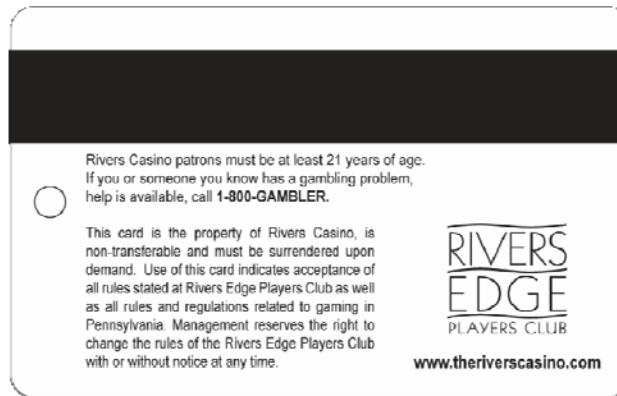 Rivers Casino patrons must be at least 21 years of age.
If you or someone you know has a gambling problem,
help is available, call 1-800-GAMBLER.
This card is the property of Rivers Casino, is
non-transferable and must be surrendered upon
demand. Use of this card indicates acceptance of
all rules stated at Rivers Edge Players Club as well
as all rules and regulations related to gaming in
Pennsylvania. Management reserves the right to
change the rules of the Rivers Edge Players Club
with or without notice at any time.
RIVERS
EDGE
PLAYERS CLUB
www.theriverscasino.com